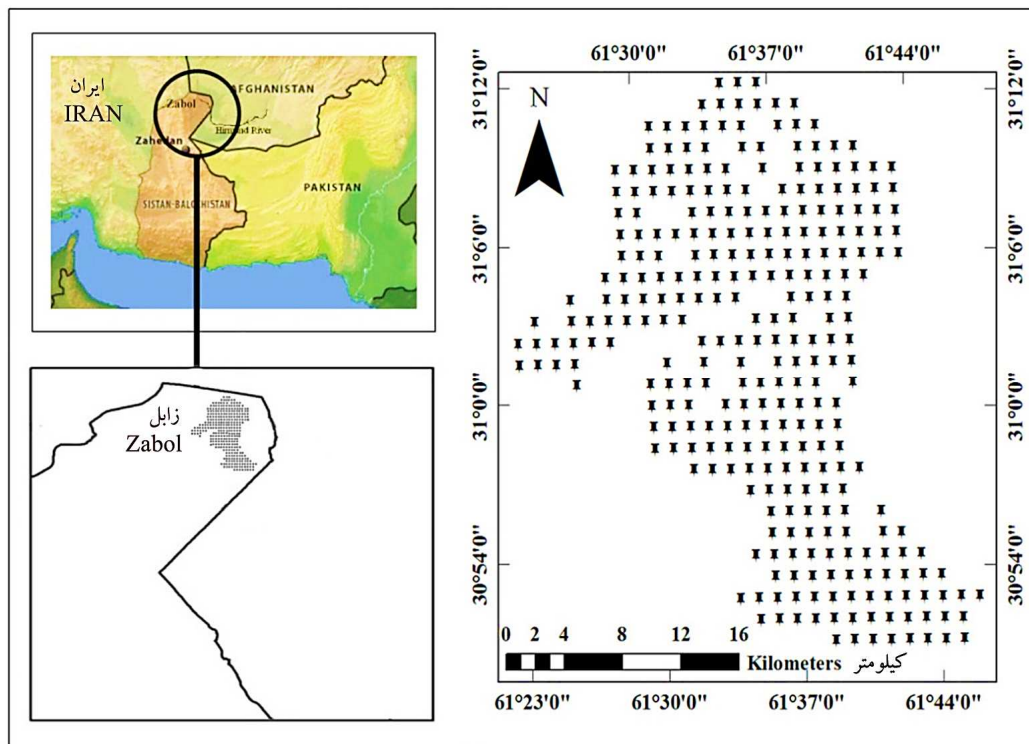 ایران
IRAN
AFGHANISTAN
Zabol
Hirmand River
Zahedan
PAKISTAN
SISTAN-BALOCHISTAN
زابل
Zabol
61°30'0" 61°37'0" 61°44'0"
N
31°12'0" 31°12'0"
31°6'0" 31°6'0"
31°0'0" 31°0'0"
30°54'0" 30°54'0"
0 2 4 8 12 16
Kilometers کیلومتر
61°23'0" 61°30'0" 61°37'0" 61°44'0"